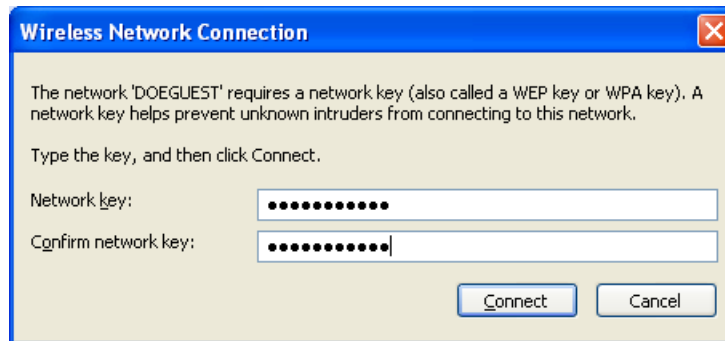 Wireless Network Connection
The network 'DOEGUEST' requires a network key (also called a WEP key or WPA key). A
network key helps prevent unknown intruders from connecting to this network.
Type the key, and then click Connect.
Network key: ●●●●●●●●●●●
Confirm network key: ●●●●●●●●●●●
Connect Cancel